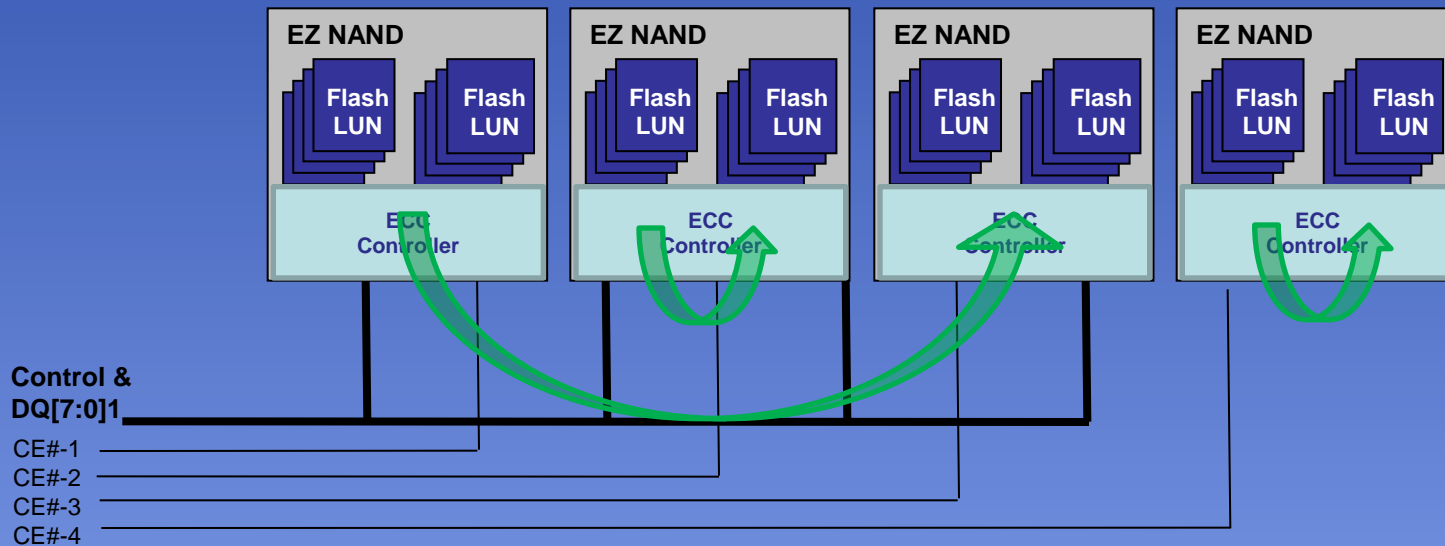 EZ NAND
Flash
LUN
Flash
LUN
ECC
Controller
EZ NAND
Flash
LUN
Flash
LUN
ECC
Controller
EZ NAND
Flash
LUN
Flash
LUN
ECC
Controller
EZ NAND
Flash
LUN
Flash
LUN
ECC
Controller
Control &
DQ[7:0]1
CE#-1
CE#-2
CE#-3
CE#-4